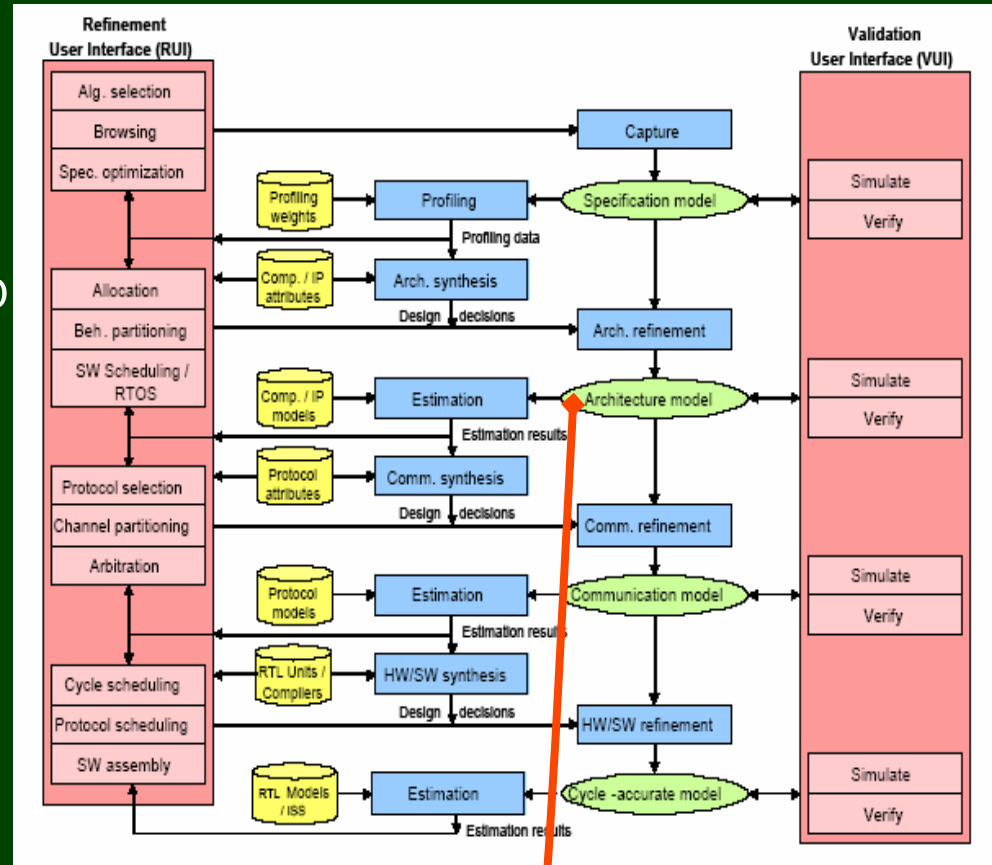 Refinement
User Interface (RUI)
Validation
User Interface (VUI)
Alg. selection
Browsing
Spec. optimization
Capture
Profiling
weights
Profiling
Specification model
Simulate
Verify
Profiling data
Allocation
Beh. partitioning
SW Scheduling /
RTOS
Comp. / IP
attributes
Arch. synthesis
Design decisions
Arch. refinement
Comp. / IP
models
Estimation
Architecture model
Simulate
Verify
Estimation results
Protocol selection
Channel partitioning
Arbitration
Protocol
attributes
Comm. synthesis
Design decisions
Comm. refinement
Protocol
models
Estimation
Communication model
Simulate
Verify
Estimation results
Cycle scheduling
Protocol scheduling
SW assembly
RTL Units /
Compliers
HW/SW synthesis
Design decisions
HW/SW refinement
RTL Models
/ ISS
Estimation
Cycle -accurate model
Simulate
Verify
Estimation results